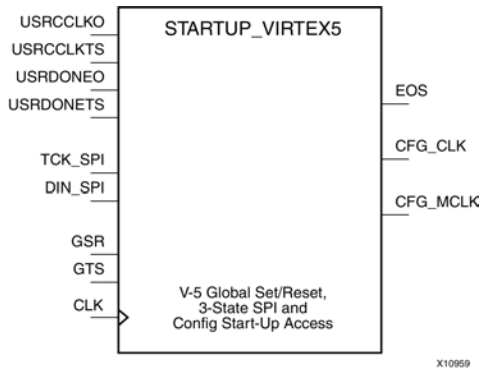 STARTUP_VIRTEX5
USRCCLKO
USRCCLKTS
USRDONEO
USRDONETS
TCK_SPI
DIN_SPI
GSR
GTS
CLK
EOS
CFG_CLK
CFG_MCLK
V-5 Global Set/Reset,
3-State SPI and
Config Start-Up Access
X10959